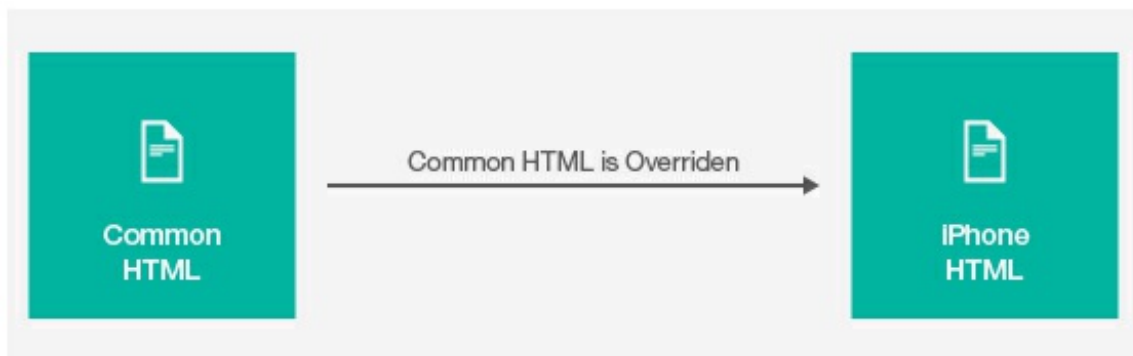 Common HTML is Overriden
Common
HTML
iPhone
HTML